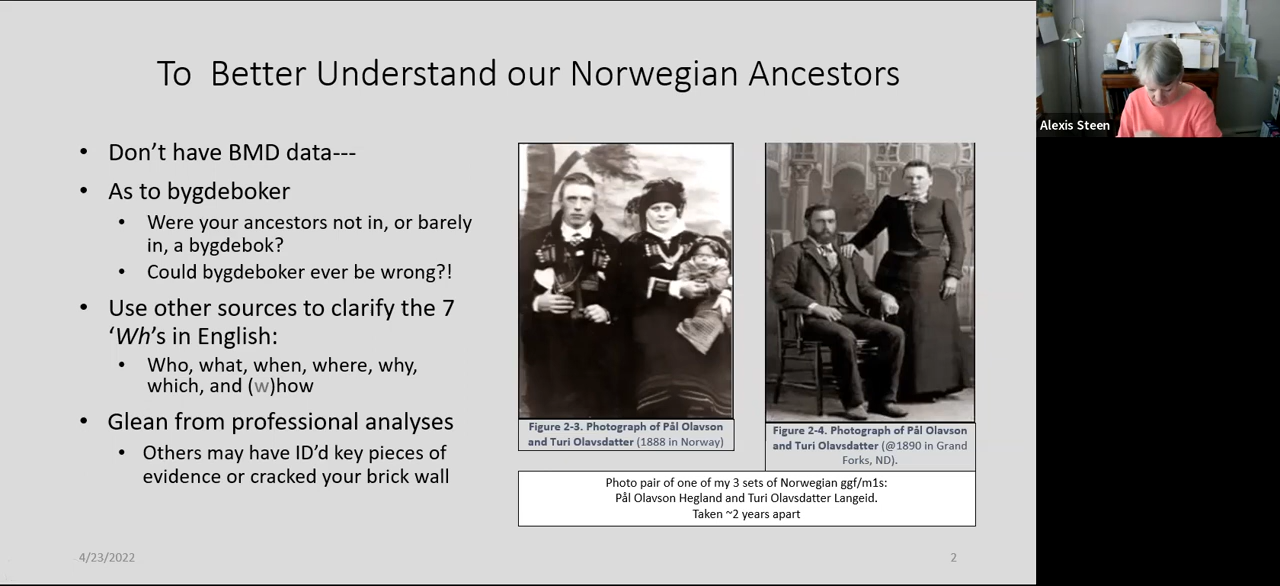 To  Better Understand our Norwegian Ancestors
Alexis Steen
• Don’t have BMD data---
• As to bygdeboker
• Were your ancestors not in, or barely
in, a bygdebok?
• Could bygdeboker ever be wrong?!
• Use other sources to clarify the 7
‘Wh’s in English:
• Who, what, when, where, why,
which, and (w)how
• Glean from professional analyses
• Others may have ID’d key pieces of
evidence or cracked your brick wall
Figure 2-3. Photograph of Pål Olavson
and Turi Olavsdatter (1888 in Norway)
Figure 2-4. Photograph of Pål Olavson
and Turi Olavsdatter (@1890 in Grand
Forks, ND).
Photo pair of one of my 3 sets of Norwegian ggf/m1s:
Pål Olavson Hegland and Turi Olavsdatter Langeid.
Taken ~2 years apart
4/23/2022
2